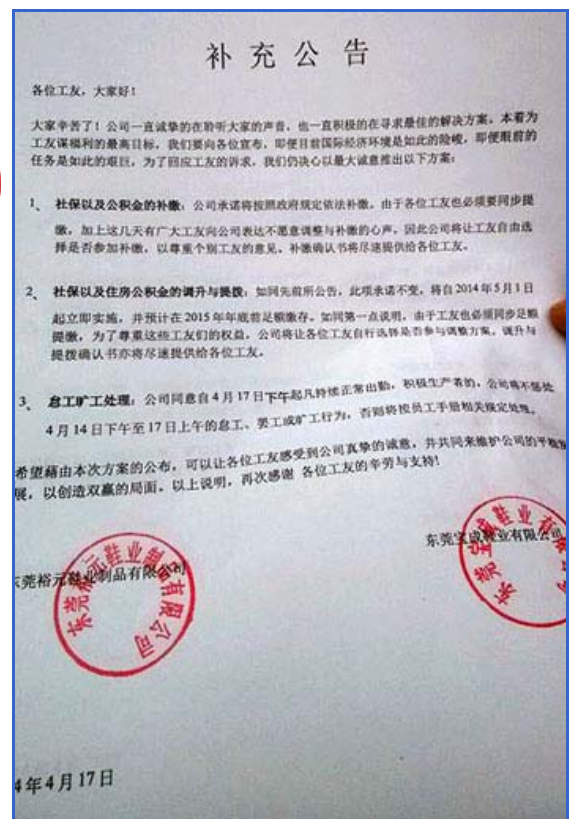 补充公告
各位工友，大家好！
大家辛苦了！公司一直诚挚的在聆听大家的声音，也一直积极的在寻求最佳的解决方案。本着为
工友谋福利的最高目标，我们要向各位宣布，即便目前国际经济环境是如此的险峻，即便眼前的
任务是如此的艰巨，为了回应工友的诉求，我们仍决心以最大诚意推出以下方案：
1、 社保以及公积金的补缴：公司承诺将按照政府规定依法补缴。由于各位工友也必须要同步提
缴，加上这几天有广大工友向公司表达不愿意调整与补缴的心声。因此公司将让工友自由选
择是否参加补缴，以尊重个别工友的意见。补缴确认书将尽速提供给各位工友。
2、 社保以及住房公积金的调升与提拨：如同先前所公告，此项承诺不变，将自2014年5月1日
起立即实施，并预计在2015年年底前足额缴存。如同第一点说明，由于工友也必须同步足额
提缴，为了尊重这些工友们的权益，公司将让各位工友自行选择是否参与调整方案。调升与
提拨确认书亦将尽速提供给各位工友。
3、 怠工旷工处理：公司同意自4月17日下午起凡持续正常出勤，积极生产者的，公司将不惩处
4月14日下午至17日上午的怠工、罢工或旷工行为，否则将按员工手册相关规定处理。
希望藉由本次方案的公布，可以让各位工友感受到公司真挚的诚意，并共同来维护公司的平稳发
展，以创造双赢的局面，以上说明，再次感谢 各位工友的辛劳与支持！
东莞宝成鞋业有限公司
东莞宝成鞋业有限公司
东莞裕元鞋业制品有限公司
东莞裕元鞋业制品有限公司
4年4月17日